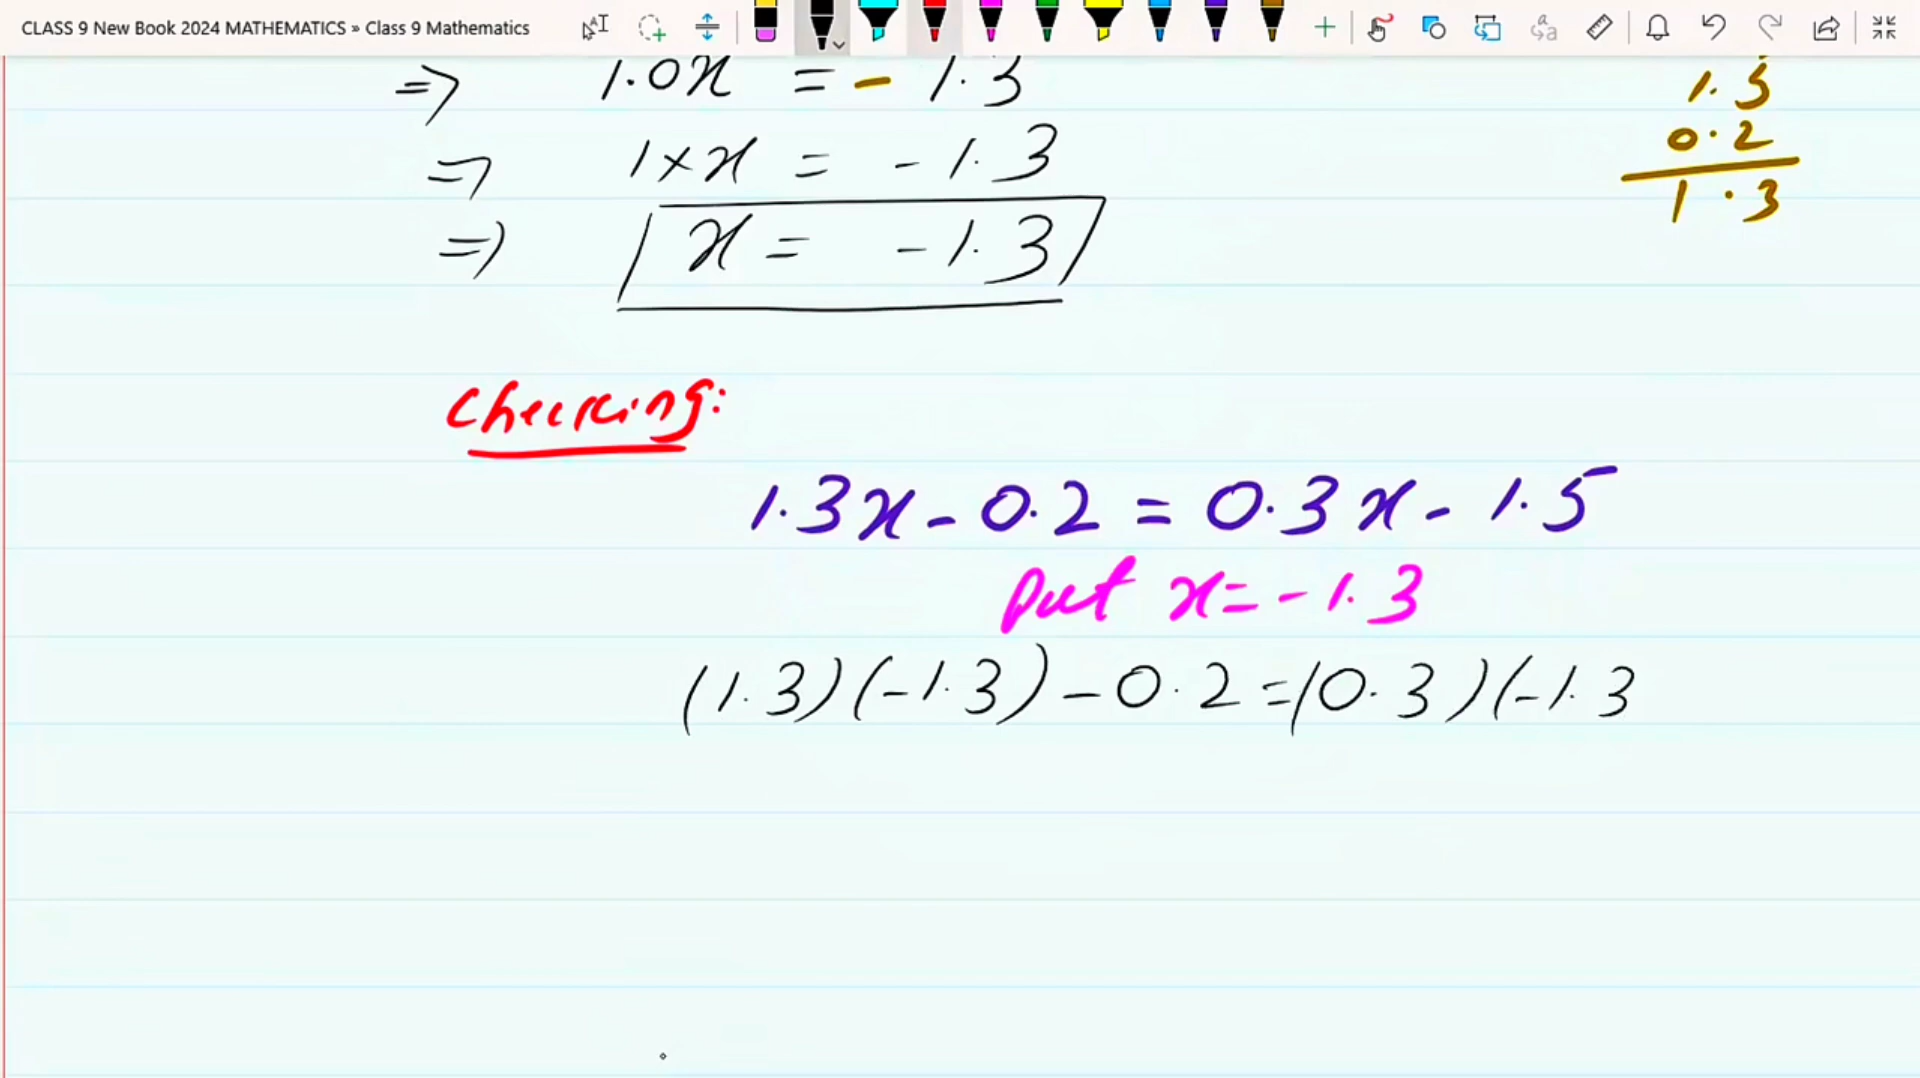 CLASS 9 New Book 2024 MATHEMATICS » Class 9 Mathematics
=> 1.0x = - 1.3
=> 1×x = - 1.3
=> x = - 1.3
1.5
0.2
1.3
Checking:
1.3x - 0.2 = 0.3x - 1.5
Put x = - 1.3
(1.3)(-1.3) - 0.2 = (0.3)(-1.3